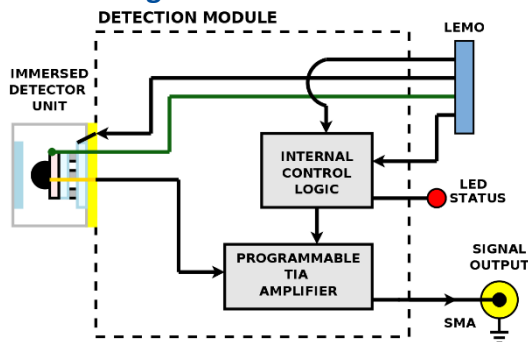 DETECTION MODULE
LEMO
IMMERSED
DETECTOR
UNIT
INTERNAL
CONTROL
LOGIC
LED
STATUS
PROGRAMMABLE
TIA
AMPLIFIER
SIGNAL
OUTPUT
SMA